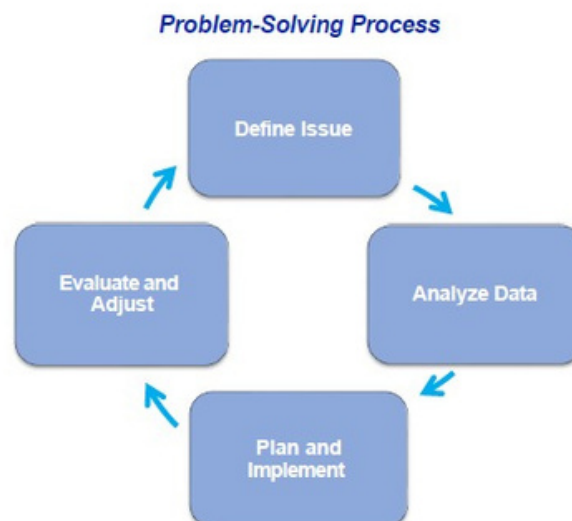 Problem-Solving Process
Define Issue
Analyze Data
Plan and
Implement
Evaluate and
Adjust